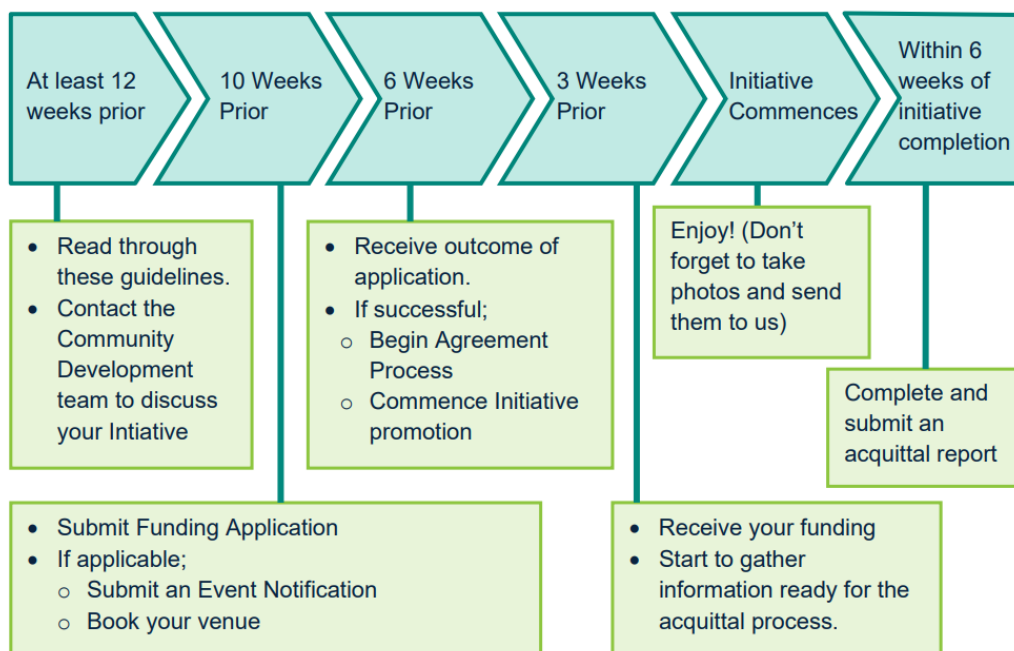 At least 12
weeks prior
10 Weeks
Prior
6 Weeks
Prior
3 Weeks
Prior
Initiative
Commences
Within 6
weeks of
initiative
completion
• Read through
these guidelines.
• Contact the
Community
Development
team to discuss
your Intiative
• Receive outcome of
application.
• If successful;
o Begin Agreement
Process
o Commence Initiative
promotion
Enjoy! (Don’t
forget to take
photos and send
them to us)
Complete and
submit an
acquittal report
• Submit Funding Application
• If applicable;
o Submit an Event Notification
o Book your venue
• Receive your funding
• Start to gather
information ready for the
acquittal process.